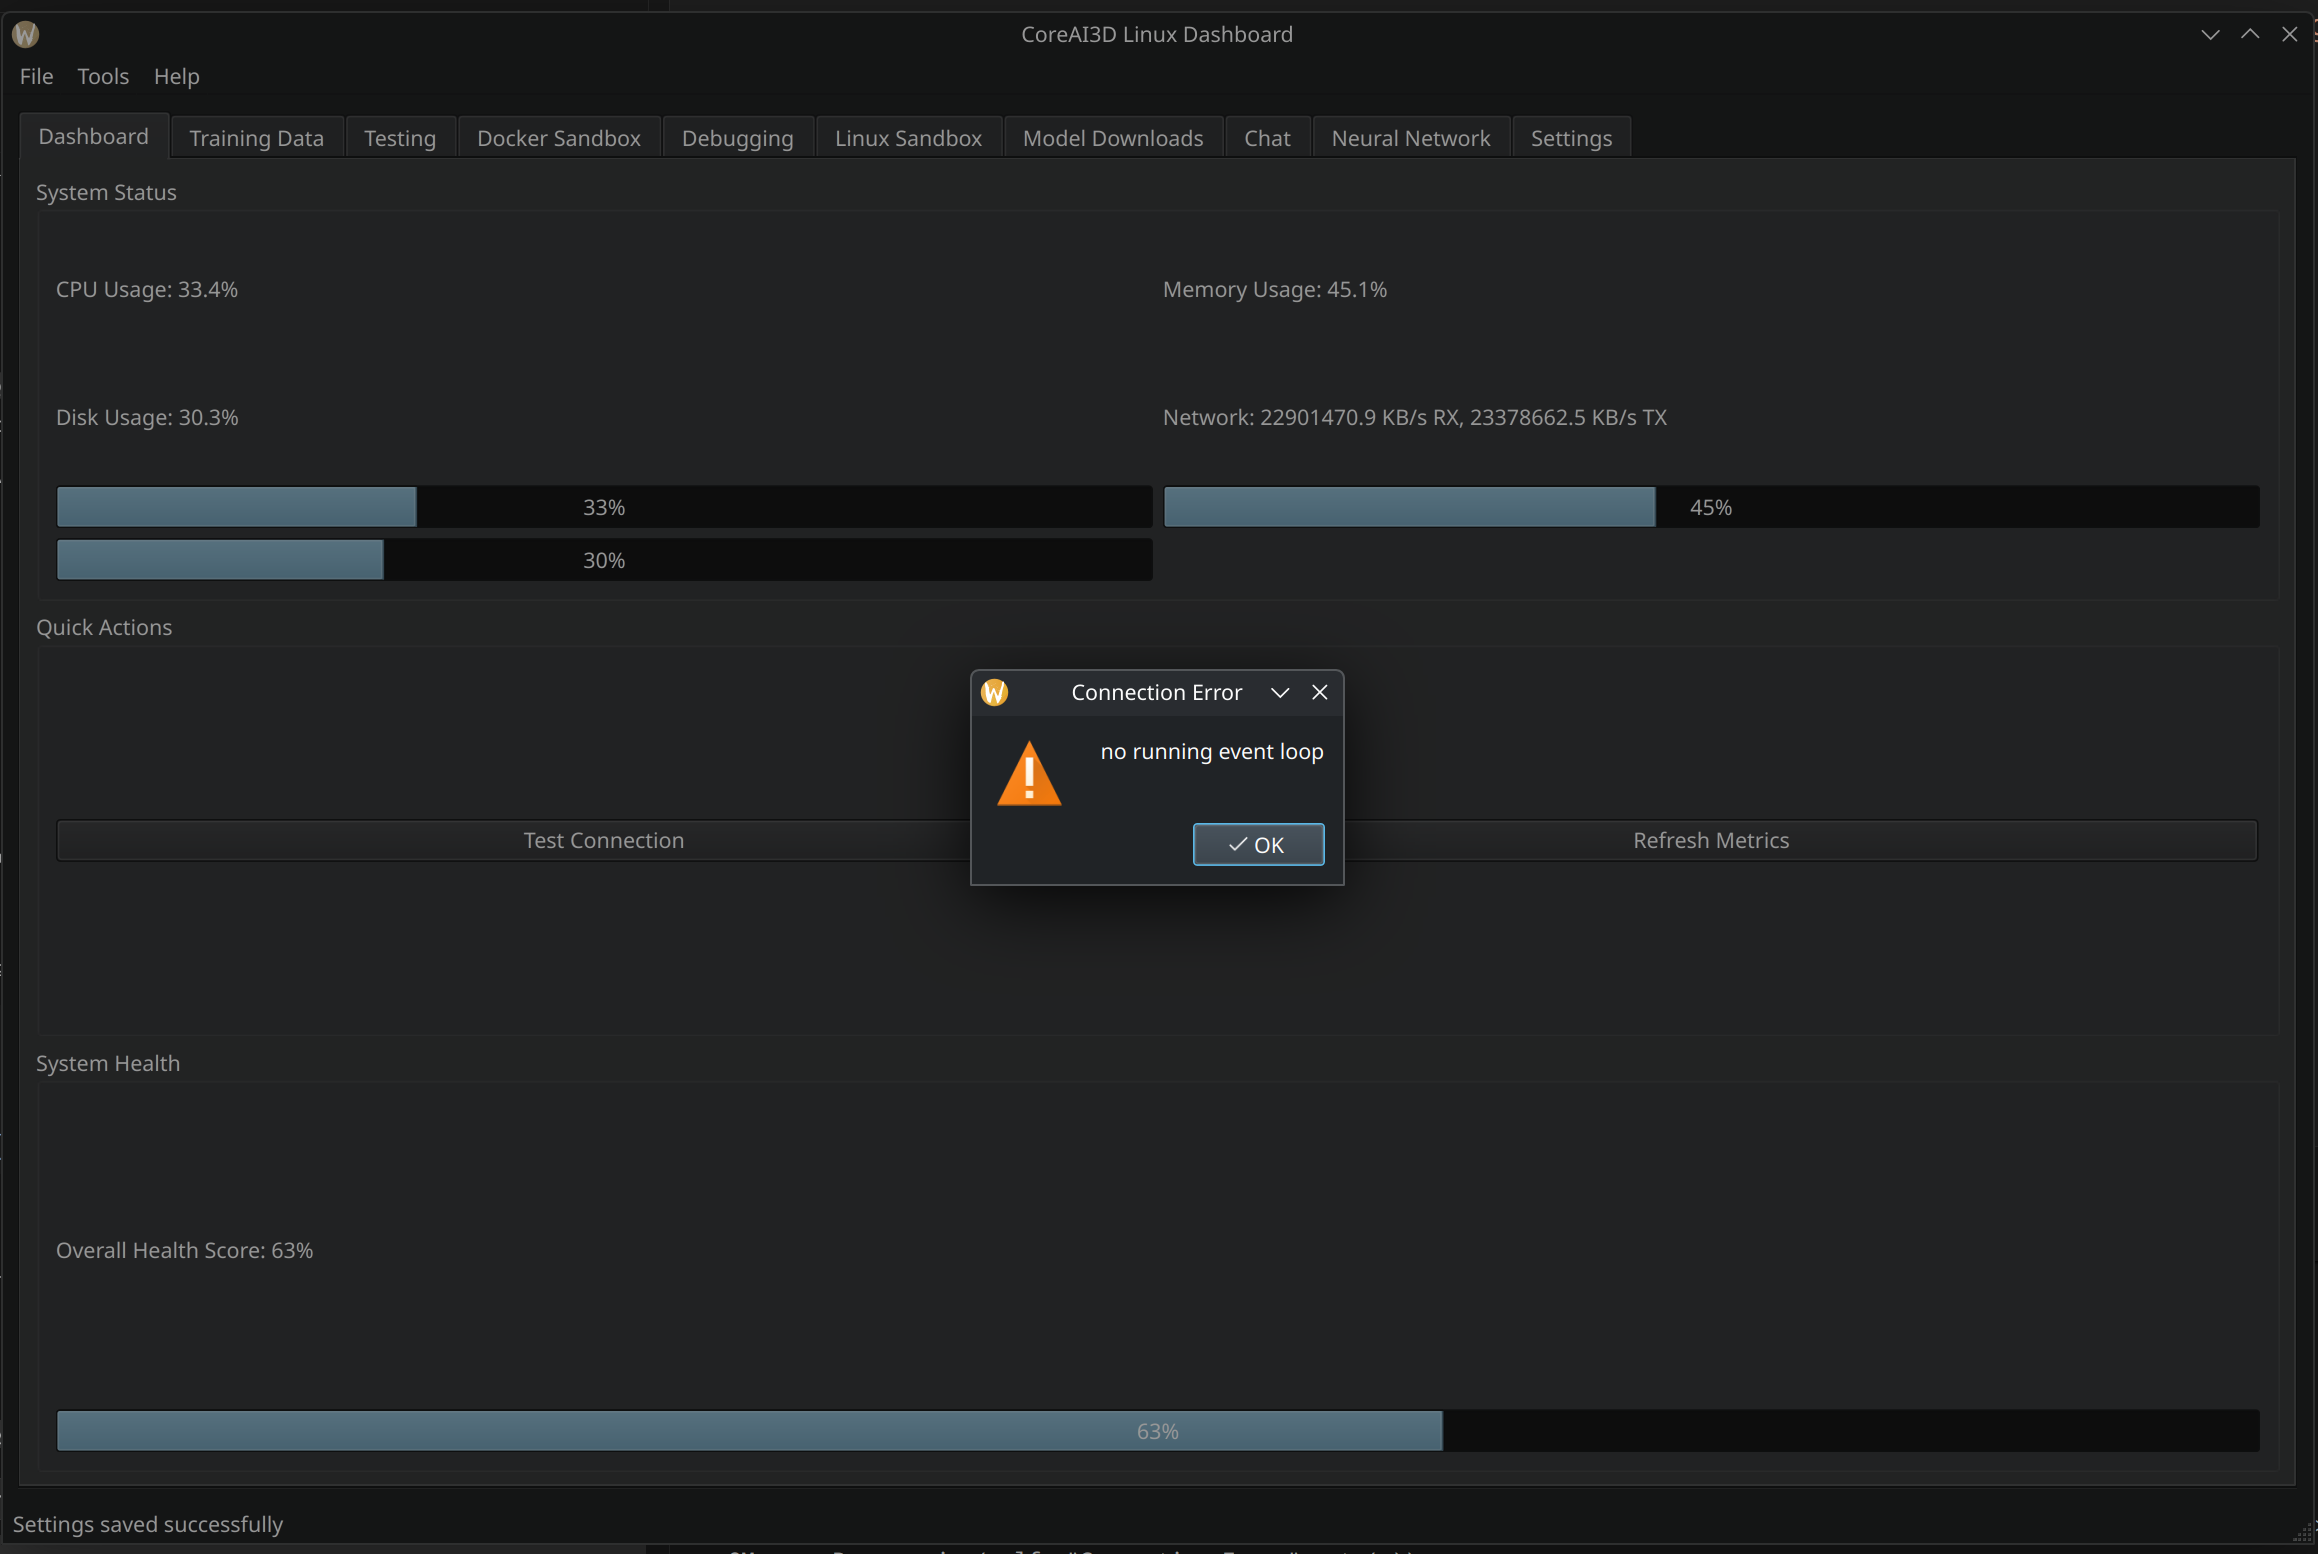 CoreAI3D Linux Dashboard
File Tools Help
Dashboard Training Data Testing Docker Sandbox Debugging Linux Sandbox Model Downloads Chat Neural Network Settings
System Status
CPU Usage: 33.4% Memory Usage: 45.1%
Disk Usage: 30.3% Network: 22901470.9 KB/s RX, 23378662.5 KB/s TX
33% 45%
30%
Quick Actions
Connection Error
no running event loop
Test Connection OK Refresh Metrics
System Health
Overall Health Score: 63%
63%
Settings saved successfully